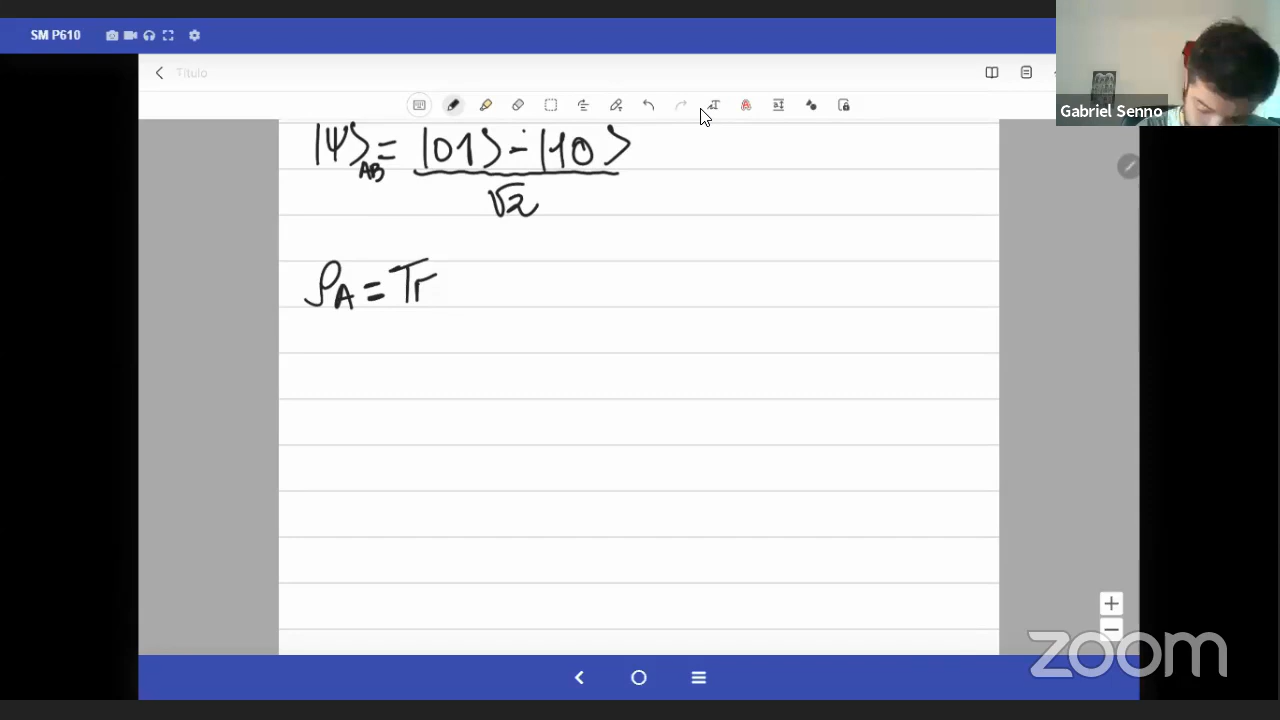 SM P610
Título
Gabriel Senno
|ψ⟩_AB = (|01⟩ - |10⟩)/√2
ρ_A = Tr
zoom